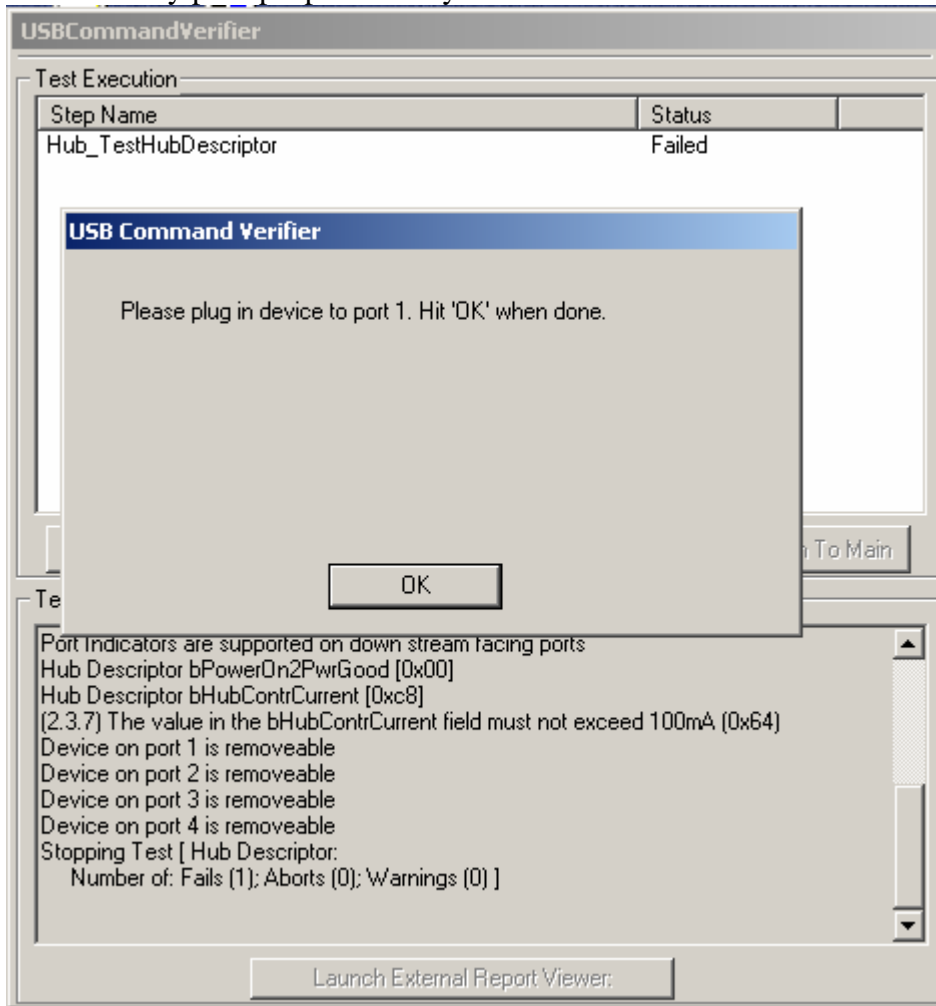 USBCommandVerifier
Test Execution
Step Name Status
Hub_TestHubDescriptor Failed
USB Command Verifier
Please plug in device to port 1. Hit 'OK' when done.
To Main
OK
Te
Port Indicators are supported on down stream facing ports
Hub Descriptor bPowerOn2PwrGood [0x00]
Hub Descriptor bHubContrCurrent [0xc8]
(2.3.7) The value in the bHubContrCurrent field must not exceed 100mA (0x64)
Device on port 1 is removeable
Device on port 2 is removeable
Device on port 3 is removeable
Device on port 4 is removeable
Stopping Test [ Hub Descriptor:
Number of: Fails (1); Aborts (0); Warnings (0) ]
Launch External Report Viewer: